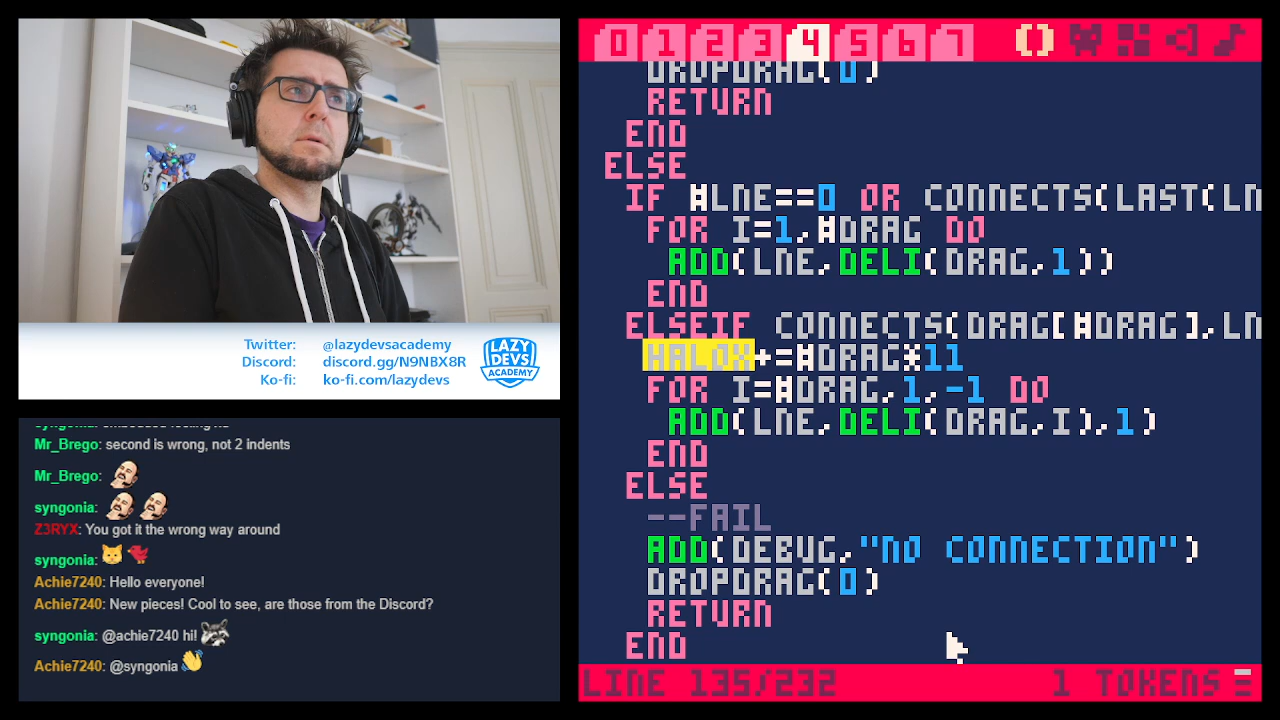 Twitter: @lazydevsacademy
Discord: discord.gg/N9NBX8R
Ko-fi: ko-fi.com/lazydevs
LAZY
DEVS
ACADEMY
Mr_Brego: second is wrong, not 2 indents
Mr_Brego:
syngonia:
Z3RYX: You got it the wrong way around
syngonia:
Achie7240: Hello everyone!
Achie7240: New pieces! Cool to see, are those from the Discord?
syngonia: @achie7240 hi!
Achie7240: @syngonia
0 1 2 3 4 5 6 7 ()
DROPDRAG(0)
RETURN
END
ELSE
IF #LNE==0 OR CONNECTS(LAST(LN
FOR I=1,#DRAG DO
ADD(LNE,DELI(DRAG,1))
END
ELSEIF CONNECTS(DRAG[#DRAG],LN
HALOX+=#DRAG*11
FOR I=#DRAG,1,-1 DO
ADD(LNE,DELI(DRAG,I),1)
END
ELSE
--FAIL
ADD(DEBUG,"NO CONNECTION")
DROPDRAG(0)
RETURN
END
LINE 135/232 1 TOKENS